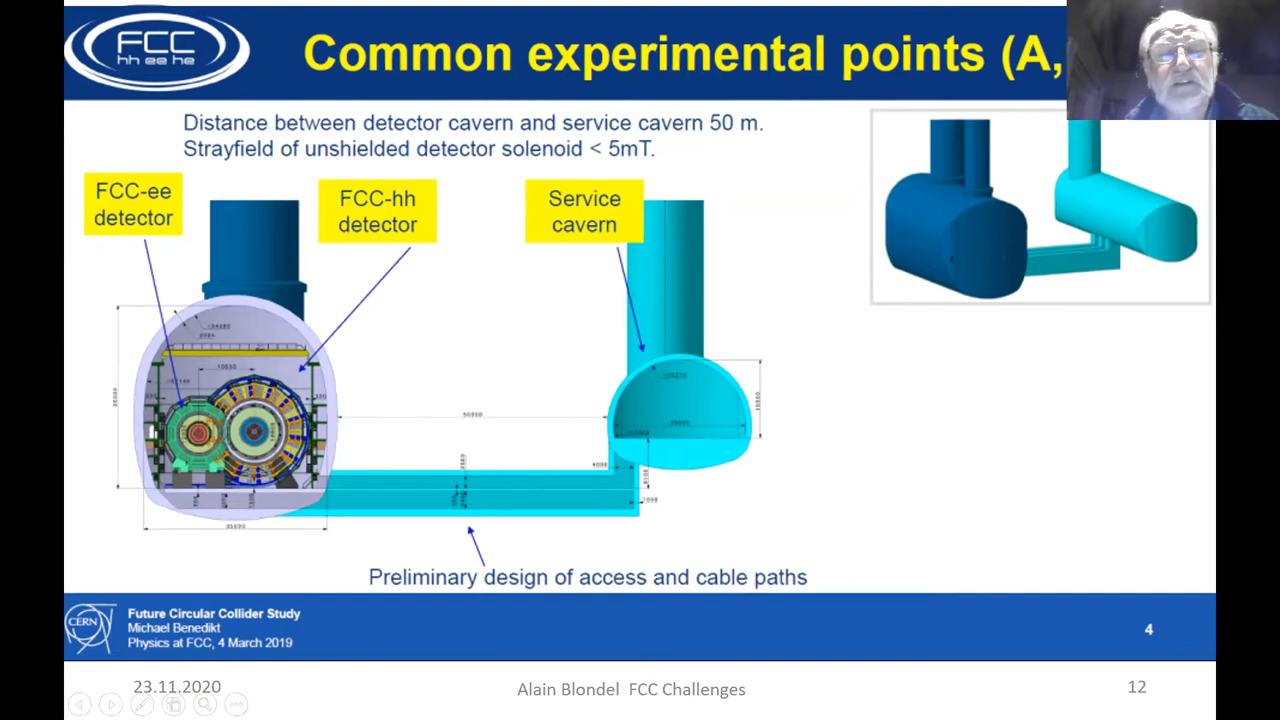 FCC
hh ee he
Common experimental points (A,
Distance between detector cavern and service cavern 50 m.
Strayfield of unshielded detector solenoid < 5mT.
FCC-ee
detector
FCC-hh
detector
Service
cavern
50000
Preliminary design of access and cable paths
CERN
Future Circular Collider Study
Michael Benedikt
Physics at FCC, 4 March 2019
4
23.11.2020
Alain Blondel FCC Challenges
12